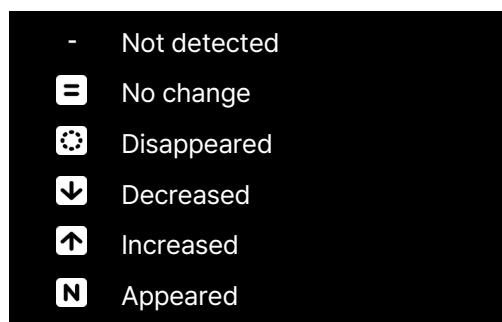 - Not detected
= No change
Disappeared
↓ Decreased
↑ Increased
N Appeared